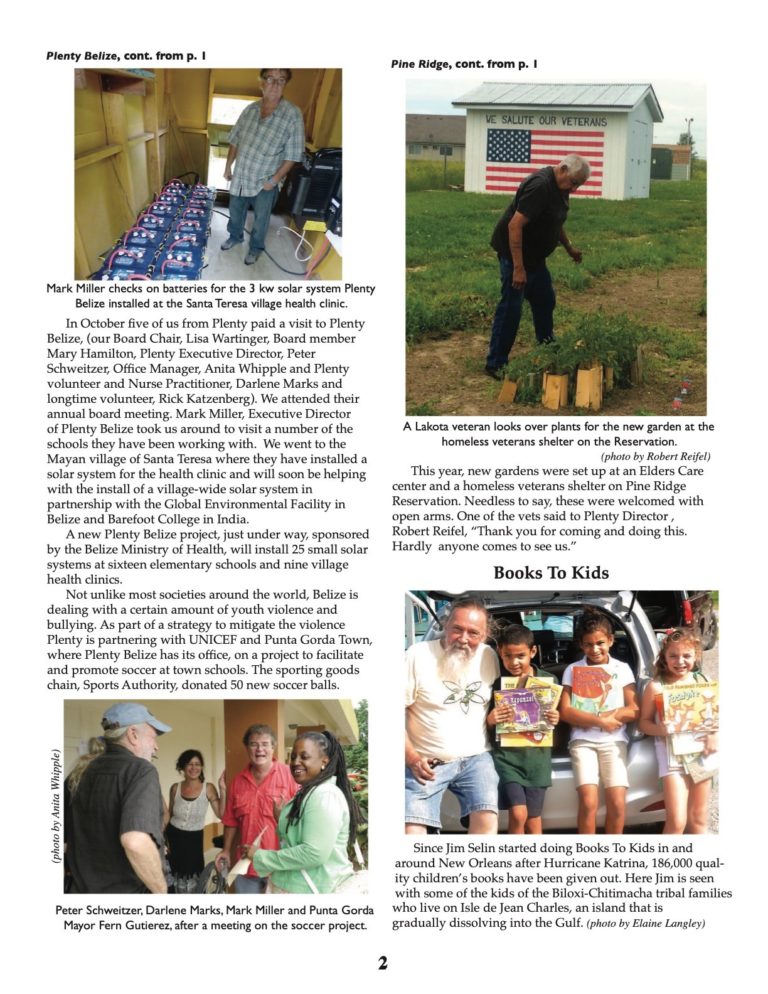 Plenty Belize, cont. from p. 1
Mark Miller checks on batteries for the 3 kw solar system Plenty
Belize installed at the Santa Teresa village health clinic.
In October five of us from Plenty paid a visit to Plenty
Belize, (our Board Chair, Lisa Wartinger, Board member
Mary Hamilton, Plenty Executive Director, Peter
Schweitzer, Office Manager, Anita Whipple and Plenty
volunteer and Nurse Practitioner, Darlene Marks and
longtime volunteer, Rick Katzenberg). We attended their
annual board meeting. Mark Miller, Executive Director
of Plenty Belize took us around to visit a number of the
schools they have been working with. We went to the
Mayan village of Santa Teresa where they have installed a
solar system for the health clinic and will soon be helping
with the install of a village-wide solar system in
partnership with the Global Environmental Facility in
Belize and Barefoot College in India.
A new Plenty Belize project, just under way, sponsored
by the Belize Ministry of Health, will install 25 small solar
systems at sixteen elementary schools and nine village
health clinics.
Not unlike most societies around the world, Belize is
dealing with a certain amount of youth violence and
bullying. As part of a strategy to mitigate the violence
Plenty is partnering with UNICEF and Punta Gorda Town,
where Plenty Belize has its office, on a project to facilitate
and promote soccer at town schools. The sporting goods
chain, Sports Authority, donated 50 new soccer balls.
(photo by Anita Whipple)
Peter Schweitzer, Darlene Marks, Mark Miller and Punta Gorda
Mayor Fern Gutierez, after a meeting on the soccer project.
Pine Ridge, cont. from p. 1
WE SALUTE OUR VETERANS
A Lakota veteran looks over plants for the new garden at the
homeless veterans shelter on the Reservation.
(photo by Robert Reifel)
This year, new gardens were set up at an Elders Care
center and a homeless veterans shelter on Pine Ridge
Reservation. Needless to say, these were welcomed with
open arms. One of the vets said to Plenty Director ,
Robert Reifel, “Thank you for coming and doing this.
Hardly anyone comes to see us.”
Books To Kids
Rapunzel
Since Jim Selin started doing Books To Kids in and
around New Orleans after Hurricane Katrina, 186,000 qual-
ity children’s books have been given out. Here Jim is seen
with some of the kids of the Biloxi-Chitimacha tribal families
who live on Isle de Jean Charles, an island that is
gradually dissolving into the Gulf. (photo by Elaine Langley)
2